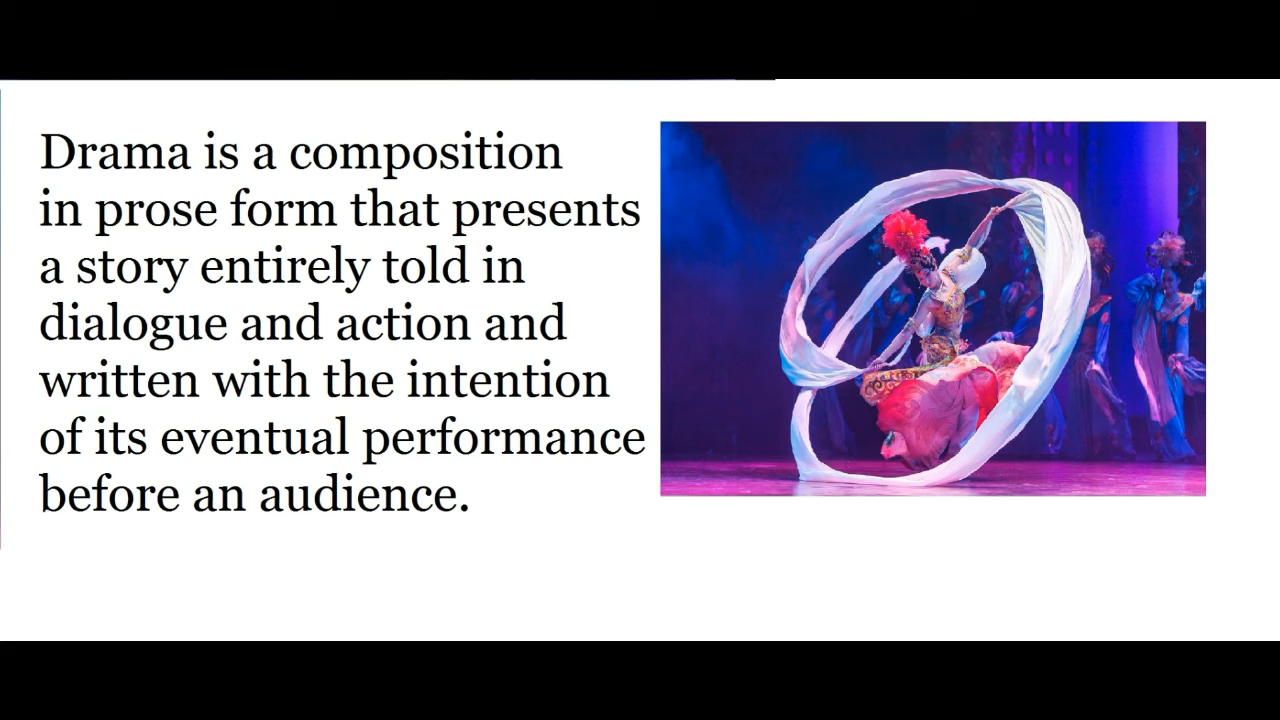 Drama is a composition
in prose form that presents
a story entirely told in
dialogue and action and
written with the intention
of its eventual performance
before an audience.